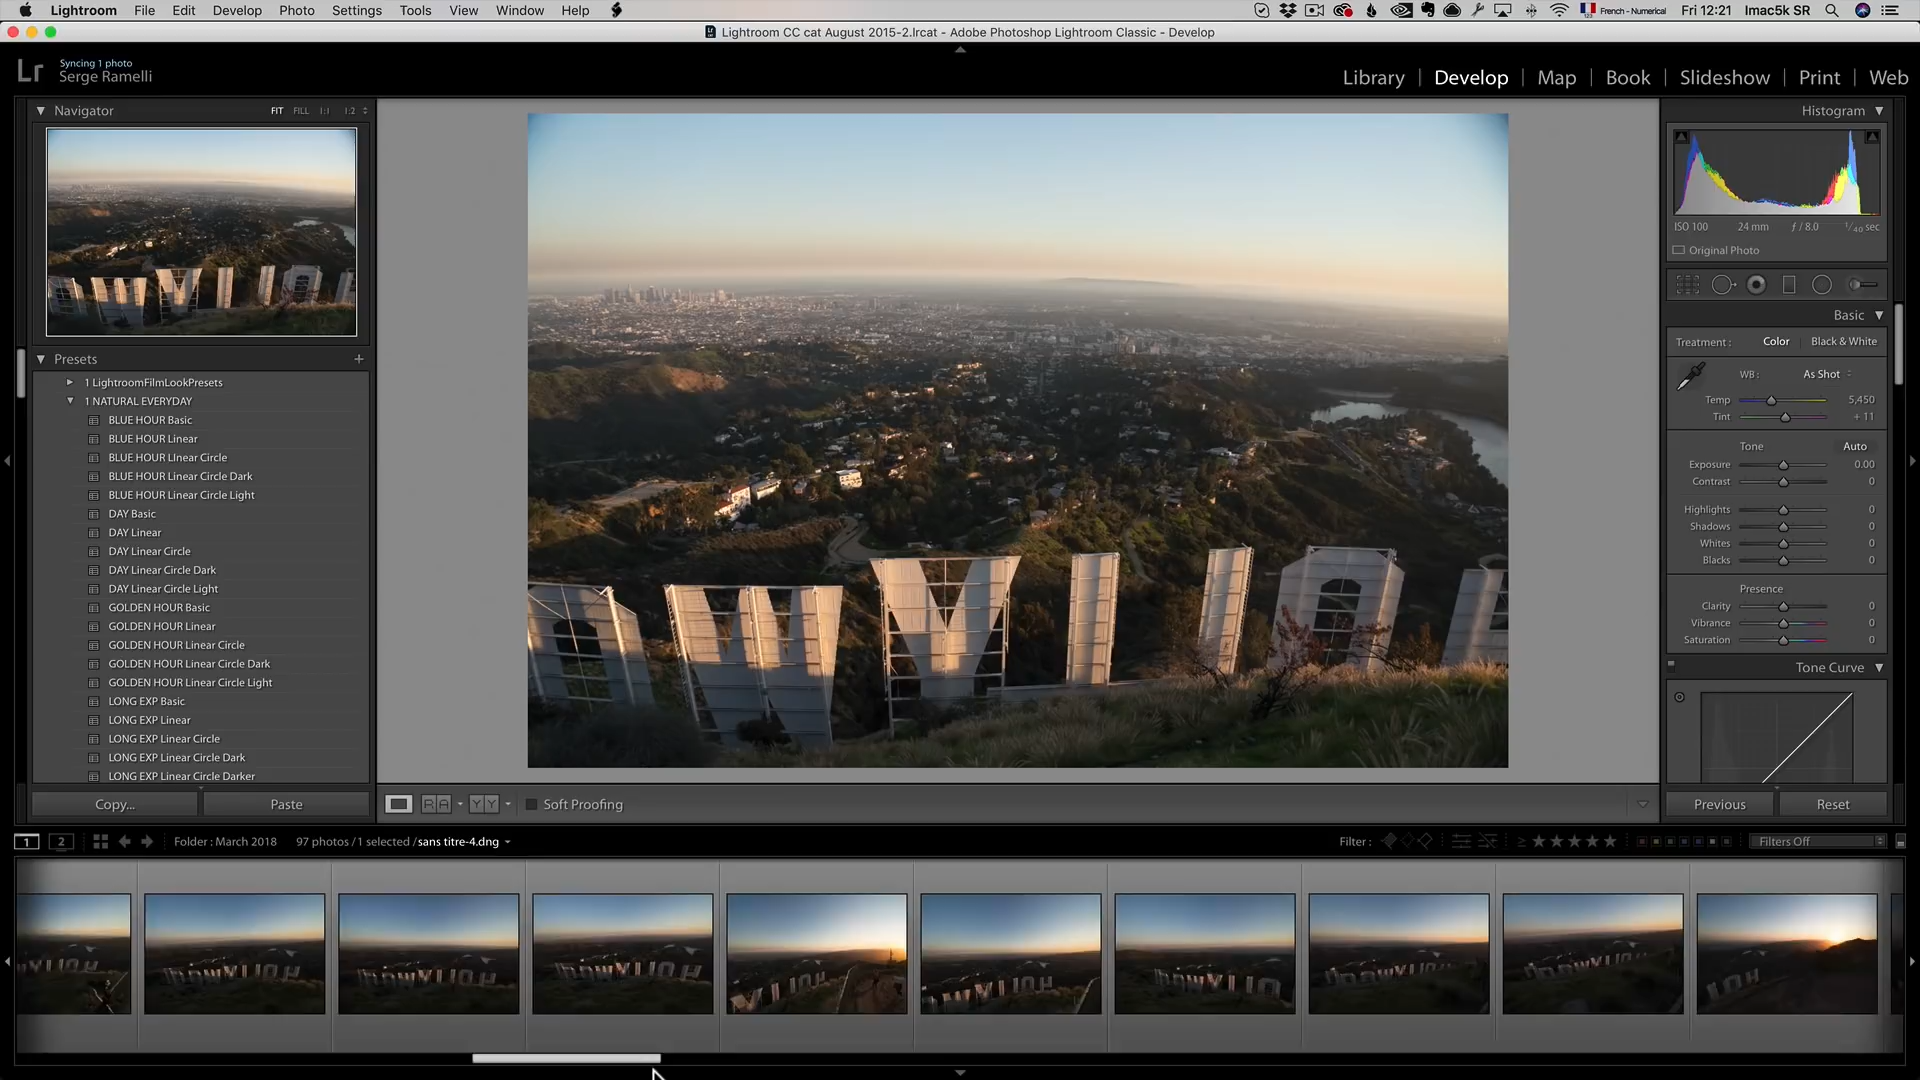 Lightroom File Edit Develop Photo Settings Tools View Window Help French - Numerical Fri 12:21 Imac5k SR
Lightroom CC cat August 2015-2.lrcat - Adobe Photoshop Lightroom Classic - Develop
Lr Syncing 1 photo
Serge Ramelli
Library | Develop | Map | Book | Slideshow | Print | Web
Navigator FIT FILL 1:1 1:2
Histogram
ISO 100 24 mm ƒ / 8.0 1/40 sec
Original Photo
Basic
Treatment : Color Black & White
WB : As Shot
Temp 5,450
Tint + 11
Tone Auto
Exposure 0.00
Contrast 0
Highlights 0
Shadows 0
Whites 0
Blacks 0
Presence
Clarity 0
Vibrance 0
Saturation 0
Tone Curve
Previous Reset
Presets +
1 LightroomFilmLookPresets
1 NATURAL EVERYDAY
BLUE HOUR Basic
BLUE HOUR Linear
BLUE HOUR LInear Circle
BLUE HOUR Linear Circle Dark
BLUE HOUR Linear Circle Light
DAY Basic
DAY Linear
DAY Linear Circle
DAY Linear Circle Dark
DAY Linear Circle Light
GOLDEN HOUR Basic
GOLDEN HOUR Linear
GOLDEN HOUR Linear Circle
GOLDEN HOUR Linear Circle Dark
GOLDEN HOUR Linear Circle Light
LONG EXP Basic
LONG EXP Linear
LONG EXP Linear Circle
LONG EXP Linear Circle Dark
LONG EXP Linear Circle Darker
Copy... Paste
R A Y Y Soft Proofing
1 2 Folder : March 2018 97 photos / 1 selected / sans titre-4.dng Filter : ≥ ★★★★★ Filters Off